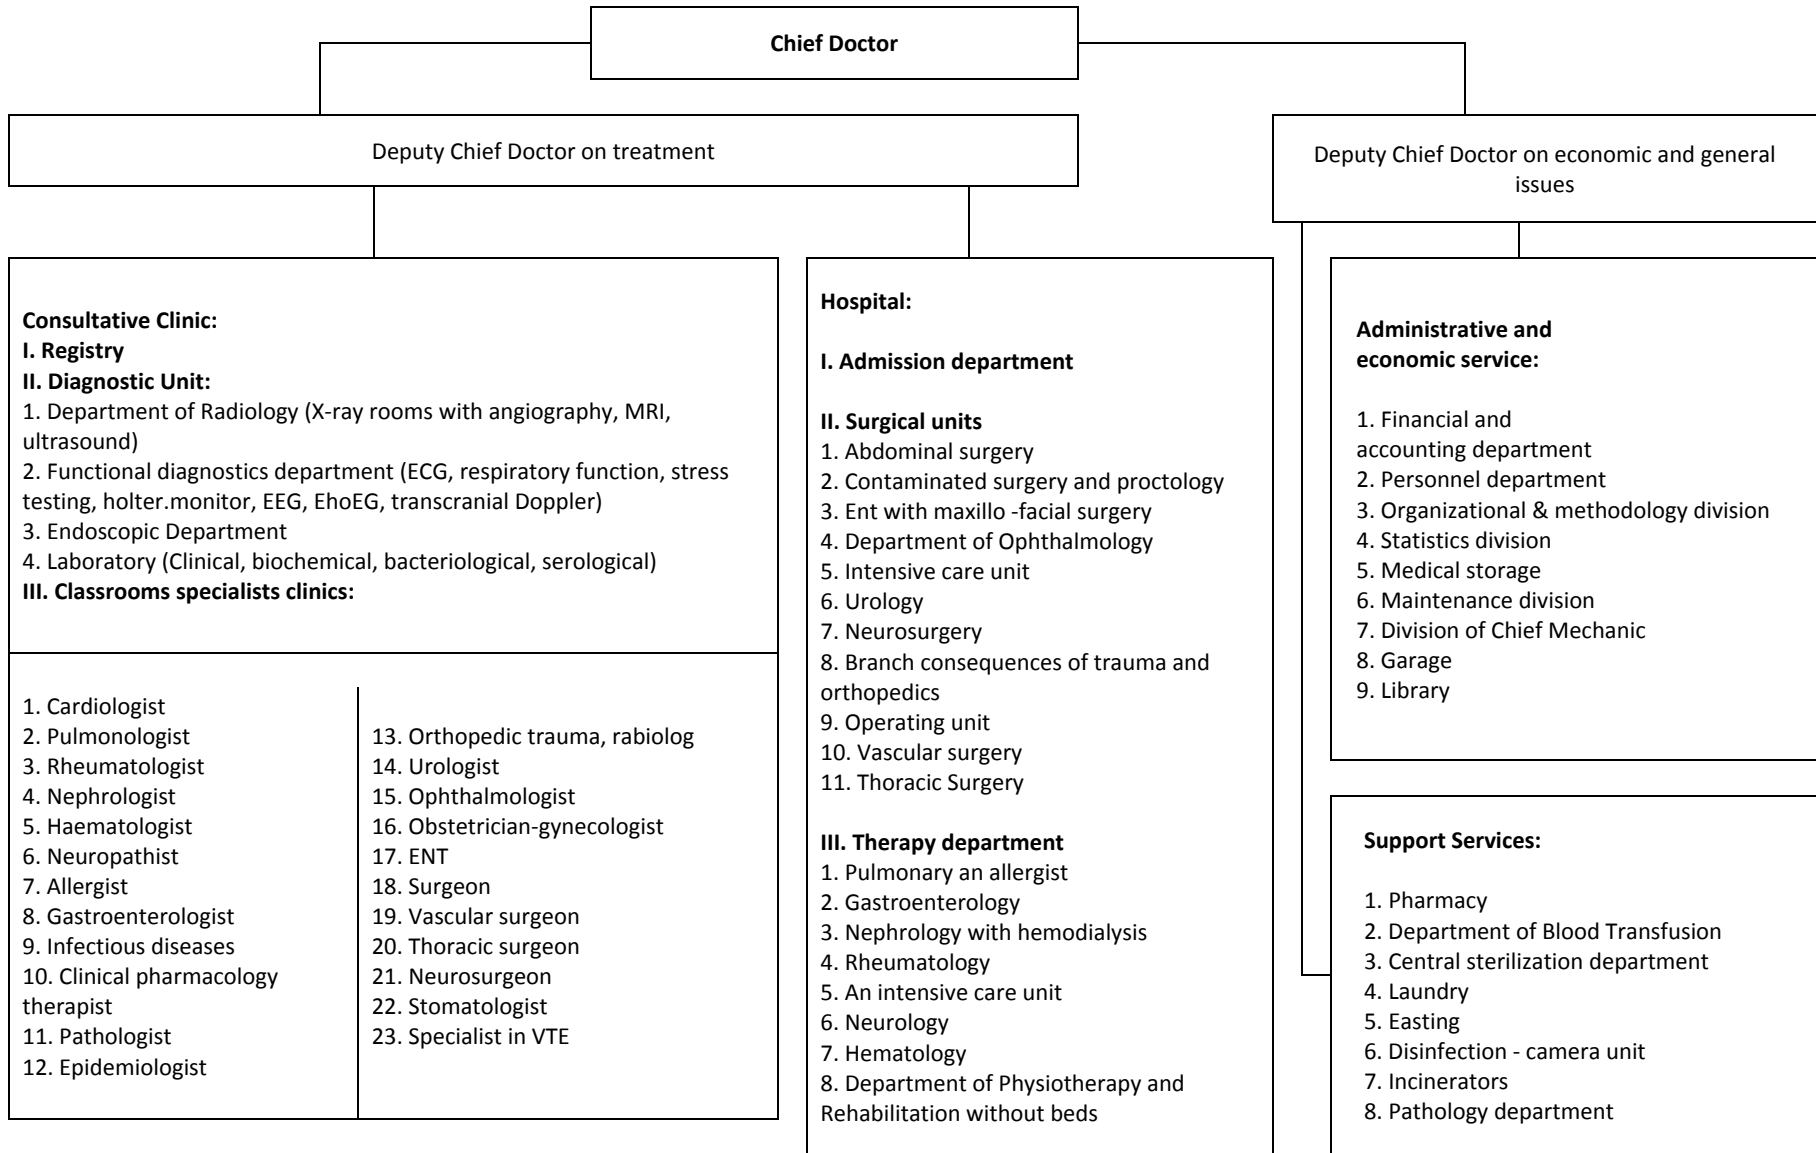 Chief Doctor
Deputy Chief Doctor on treatment
Deputy Chief Doctor on economic and general
issues
Consultative Clinic:
I. Registry
II. Diagnostic Unit:
1. Department of Radiology (X-ray rooms with angiography, MRI,
ultrasound)
2. Functional diagnostics department (ECG, respiratory function, stress
testing, holter.monitor, EEG, EhoEG, transcranial Doppler)
3. Endoscopic Department
4. Laboratory (Clinical, biochemical, bacteriological, serological)
III. Classrooms specialists clinics:
1. Cardiologist
2. Pulmonologist
3. Rheumatologist
4. Nephrologist
5. Haematologist
6. Neuropathist
7. Allergist
8. Gastroenterologist
9. Infectious diseases
10. Clinical pharmacology
therapist
11. Pathologist
12. Epidemiologist
13. Orthopedic trauma, rabiolog
14. Urologist
15. Ophthalmologist
16. Obstetrician-gynecologist
17. ENT
18. Surgeon
19. Vascular surgeon
20. Thoracic surgeon
21. Neurosurgeon
22. Stomatologist
23. Specialist in VTE
Hospital:
I. Admission department
II. Surgical units
1. Abdominal surgery
2. Contaminated surgery and proctology
3. Ent with maxillo -facial surgery
4. Department of Ophthalmology
5. Intensive care unit
6. Urology
7. Neurosurgery
8. Branch consequences of trauma and
orthopedics
9. Operating unit
10. Vascular surgery
11. Thoracic Surgery
III. Therapy department
1. Pulmonary an allergist
2. Gastroenterology
3. Nephrology with hemodialysis
4. Rheumatology
5. An intensive care unit
6. Neurology
7. Hematology
8. Department of Physiotherapy and
Rehabilitation without beds
Administrative and
economic service:
1. Financial and
accounting department
2. Personnel department
3. Organizational & methodology division
4. Statistics division
5. Medical storage
6. Maintenance division
7. Division of Chief Mechanic
8. Garage
9. Library
Support Services:
1. Pharmacy
2. Department of Blood Transfusion
3. Central sterilization department
4. Laundry
5. Easting
6. Disinfection - camera unit
7. Incinerators
8. Pathology department